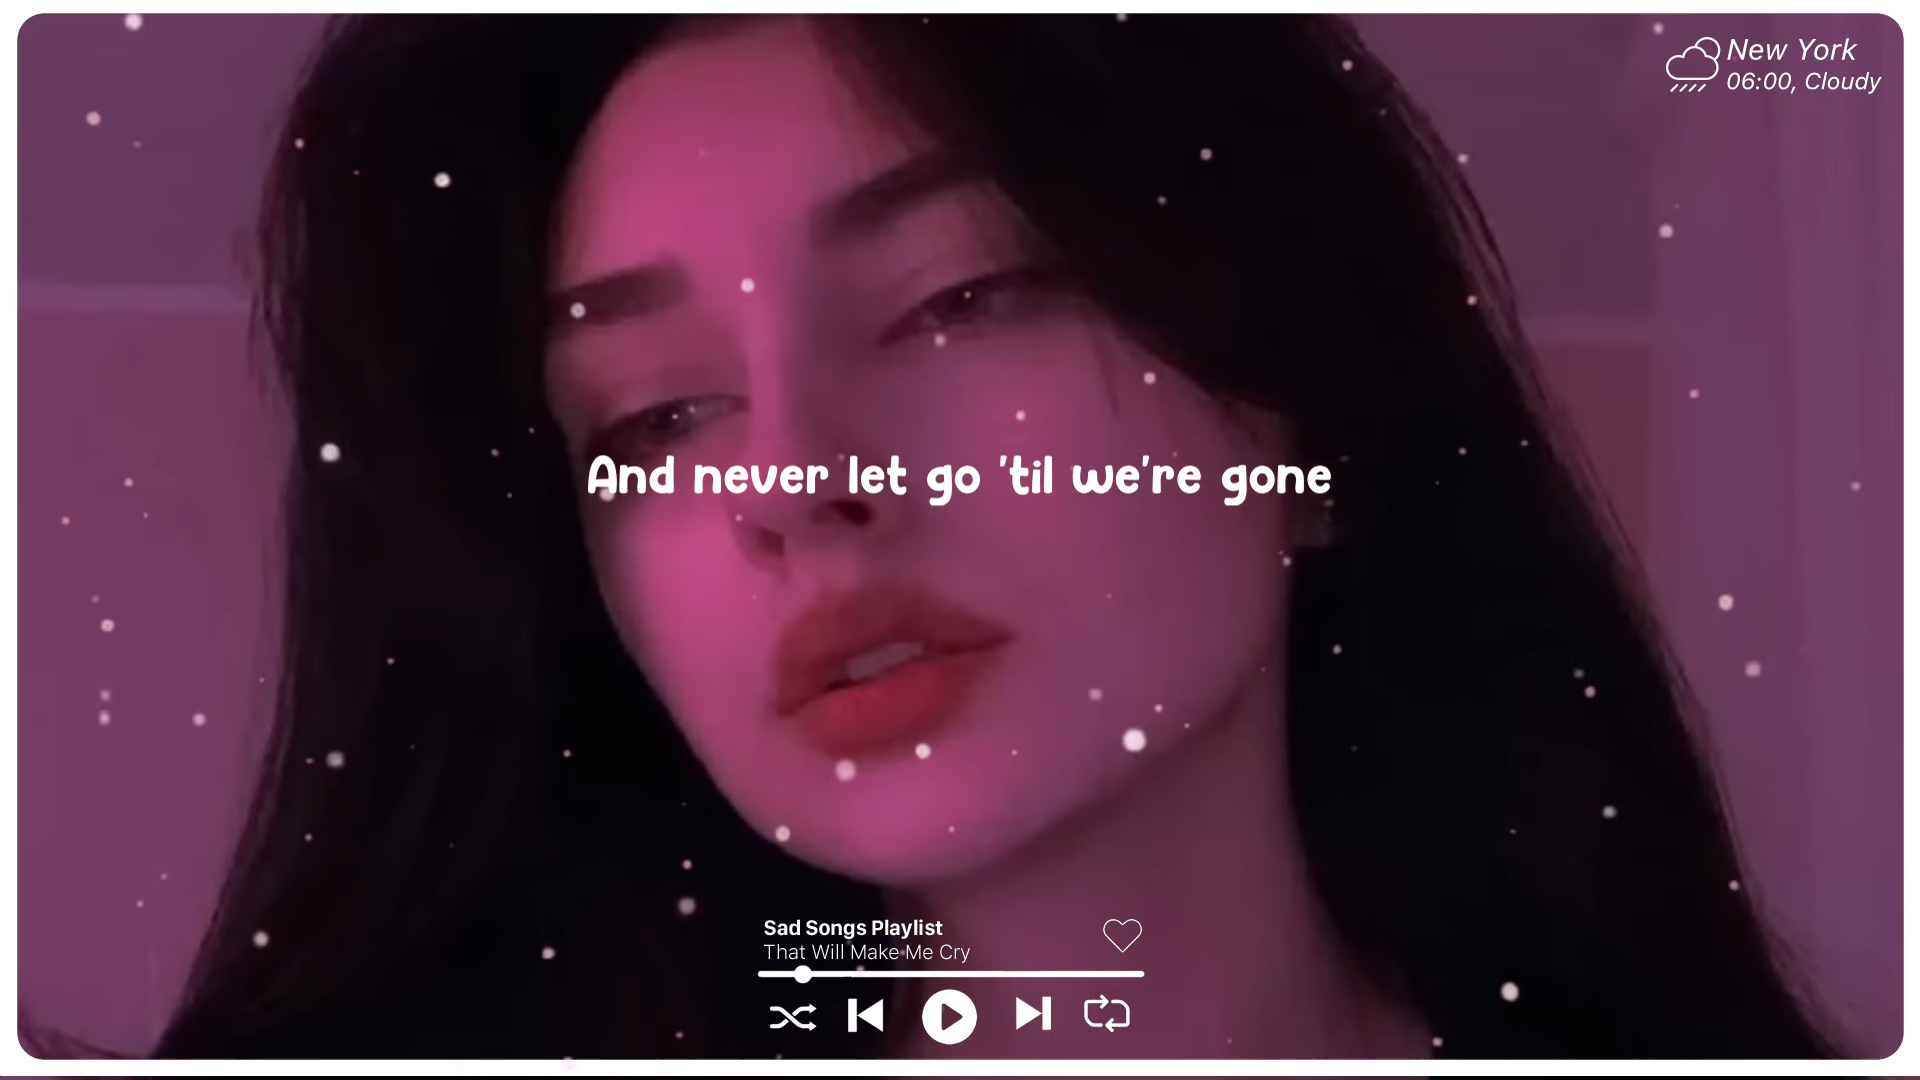 New York
06:00, Cloudy
And never let go 'til we're gone
Sad Songs Playlist
That Will Make Me Cry